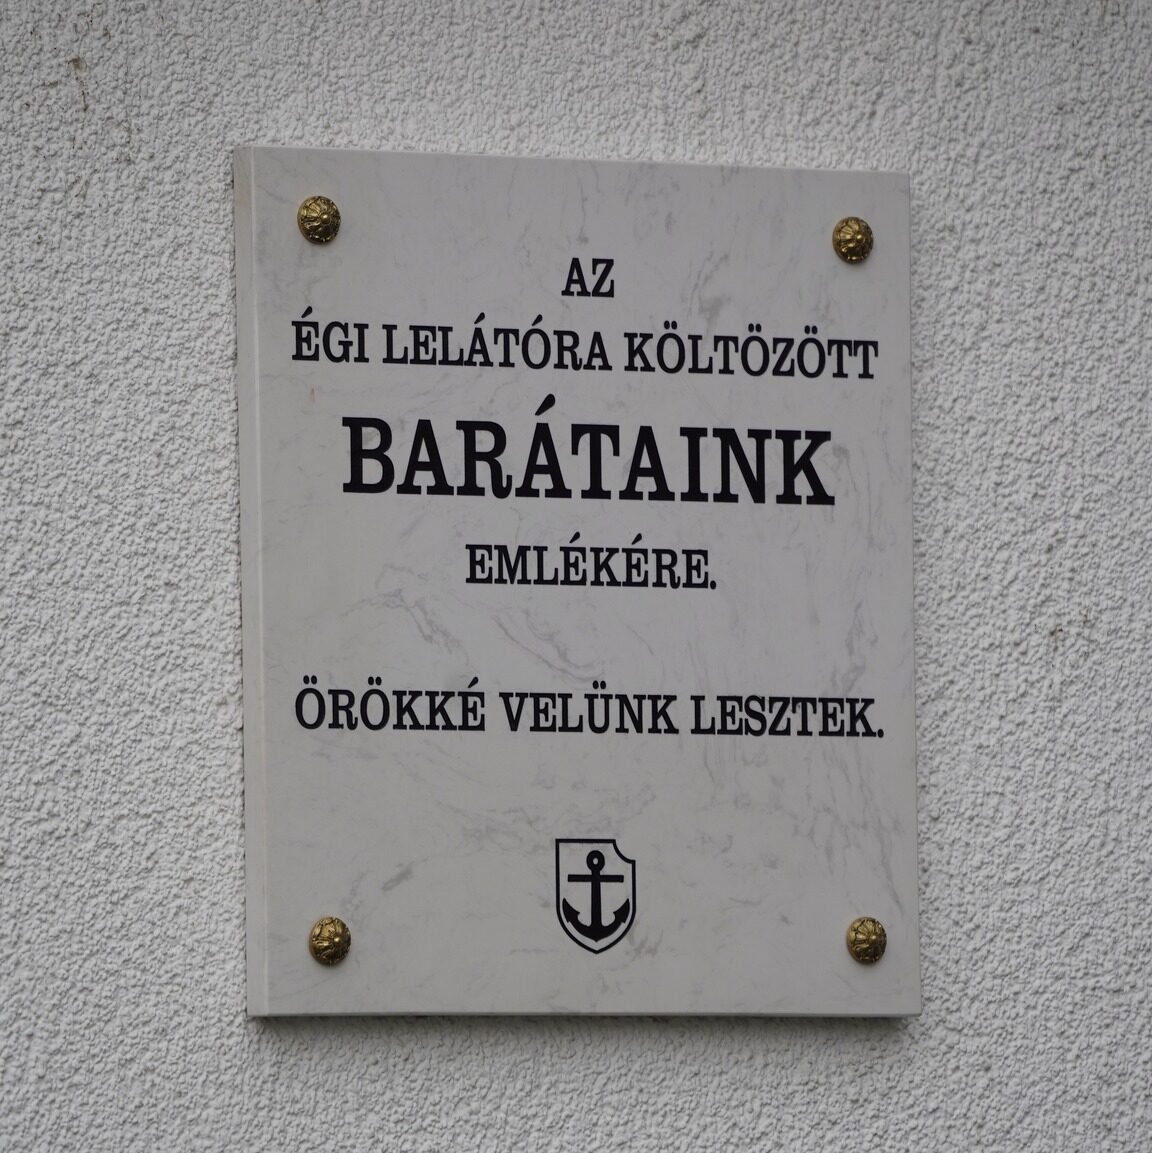 AZ
ÉGI LELÁTÓRA KÖLTÖZÖTT
BARÁTAINK
EMLÉKÉRE.
ÖRÖKKÉ VELÜNK LESZTEK.